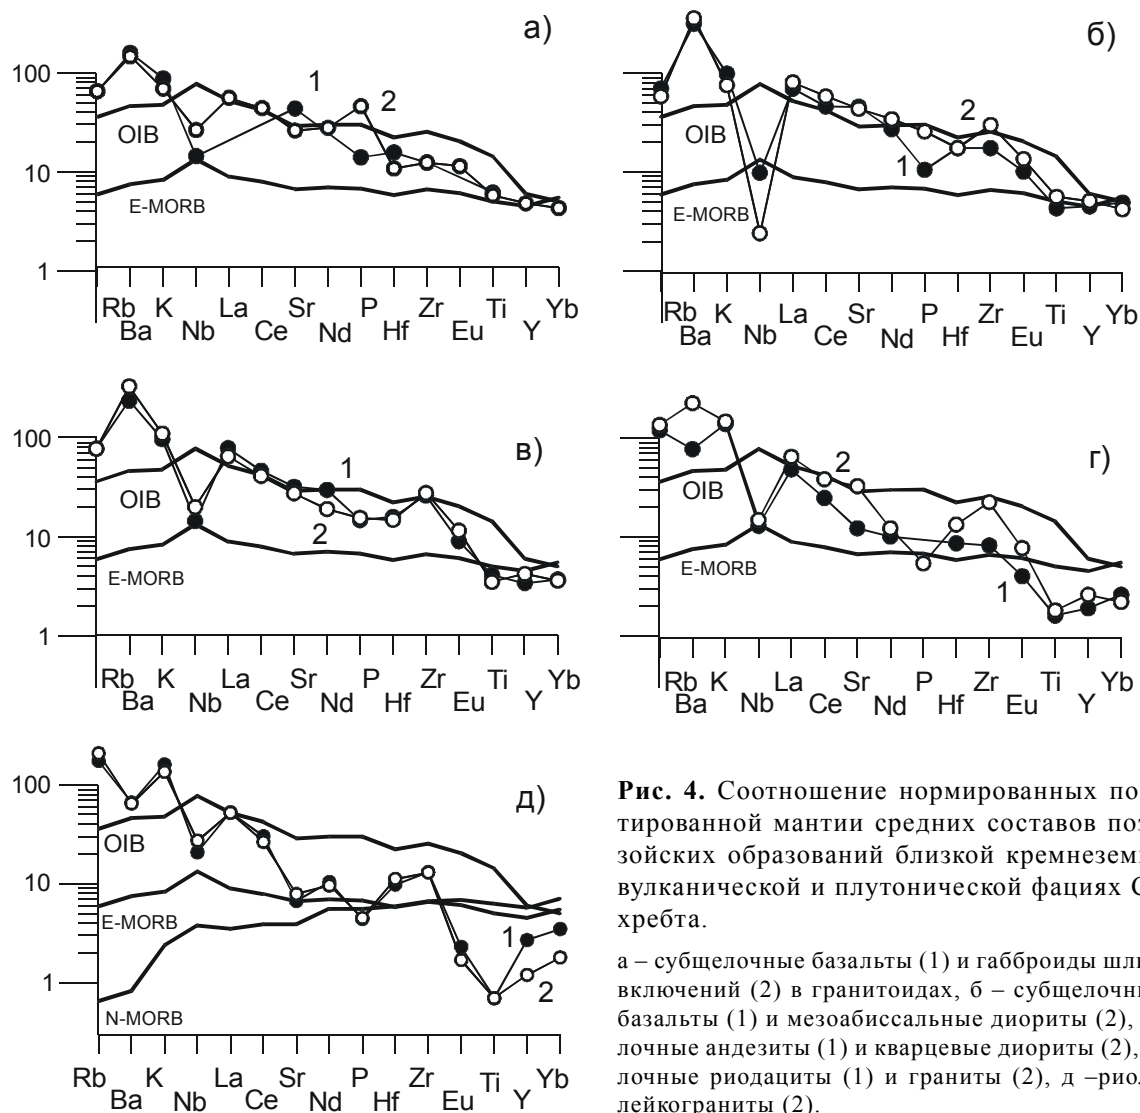 а)
100
10
1
OIB
E-MORB
1
2
Rb Ba K Nb La Ce Sr Nd P Hf Zr Eu Ti Y Yb
б)
OIB
E-MORB
1
2
Rb Ba K Nb La Ce Sr Nd P Hf Zr Eu Ti Y Yb
в)
100
10
1
OIB
E-MORB
1
2
Rb Ba K Nb La Ce Sr Nd P Hf Zr Eu Ti Y Yb
г)
OIB
E-MORB
2
1
Rb Ba K Nb La Ce Sr Nd P Hf Zr Eu Ti Y Yb
д)
100
10
1
OIB
E-MORB
N-MORB
1
2
Rb Ba K Nb La Ce Sr Nd P Hf Zr Eu Ti Y Yb
Рис. 4. Соотношение нормированных по
тированной мантии средних составов поз
зойских образований близкой кремнезем
вулканической и плутонической фациях С
хребта.
а – субщелочные базальты (1) и габброиды шли
включений (2) в гранитоидах, б – субщелочн
базальты (1) и мезоабиссальные диориты (2),
лочные андезиты (1) и кварцевые диориты (2),
лочные риодациты (1) и граниты (2), д –рио
лейкограниты (2).